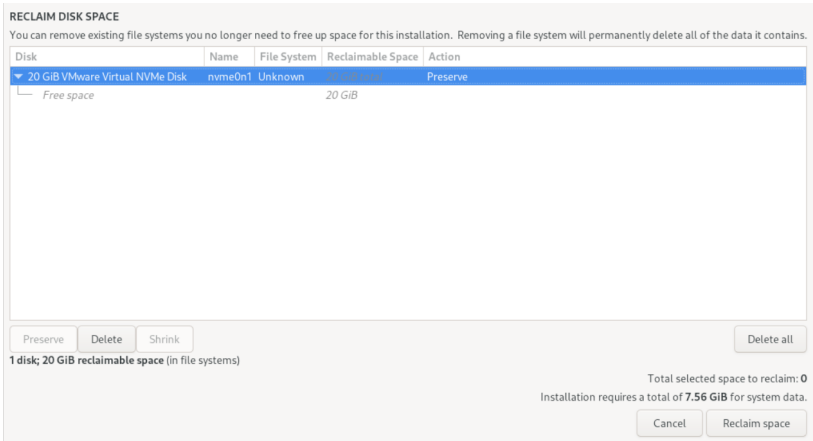 RECLAIM DISK SPACE
You can remove existing file systems you no longer need to free up space for this installation. Removing a file system will permanently delete all of the data it contains.
Disk Name File System Reclaimable Space Action
20 GiB VMware Virtual NVMe Disk nvme0n1 Unknown Preserve
Free space 20 GiB
Preserve Delete Shrink Delete all
1 disk; 20 GiB reclaimable space (in file systems)
Total selected space to reclaim: 0
Installation requires a total of 7.56 GiB for system data.
Cancel Reclaim space